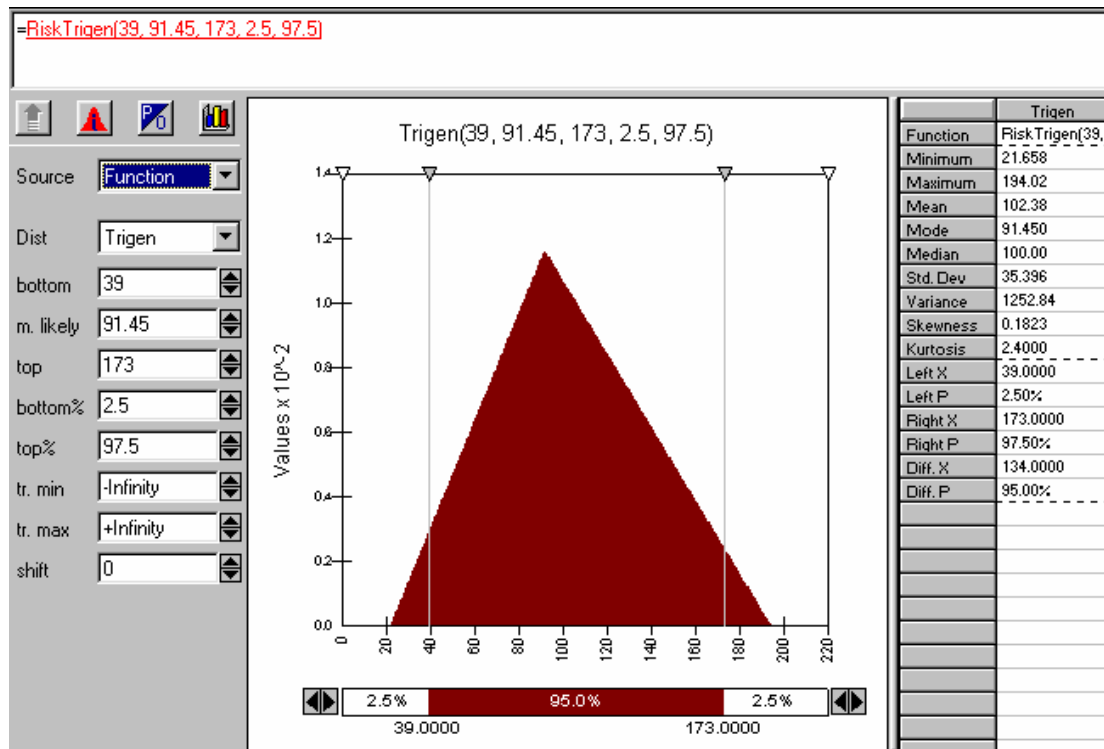 =RiskTrigen(39, 91.45, 173, 2.5, 97.5)
Source Function
Dist Trigen
bottom 39
m. likely 91.45
top 173
bottom% 2.5
top% 97.5
tr. min -Infinity
tr. max +Infinity
shift 0
Trigen(39, 91.45, 173, 2.5, 97.5)
Values x 10^-2
1.4
1.2
1.0
0.8
0.6
0.4
0.2
0.0
0 20 40 60 80 100 120 140 160 180 200 220
2.5% 95.0% 2.5%
39.0000 173.0000
Trigen
Function RiskTrigen(39,
Minimum 21.658
Maximum 194.02
Mean 102.38
Mode 91.450
Median 100.00
Std. Dev 35.396
Variance 1252.84
Skewness 0.1823
Kurtosis 2.4000
Left X 39.0000
Left P 2.50%
Right X 173.0000
Right P 97.50%
Diff. X 134.0000
Diff. P 95.00%